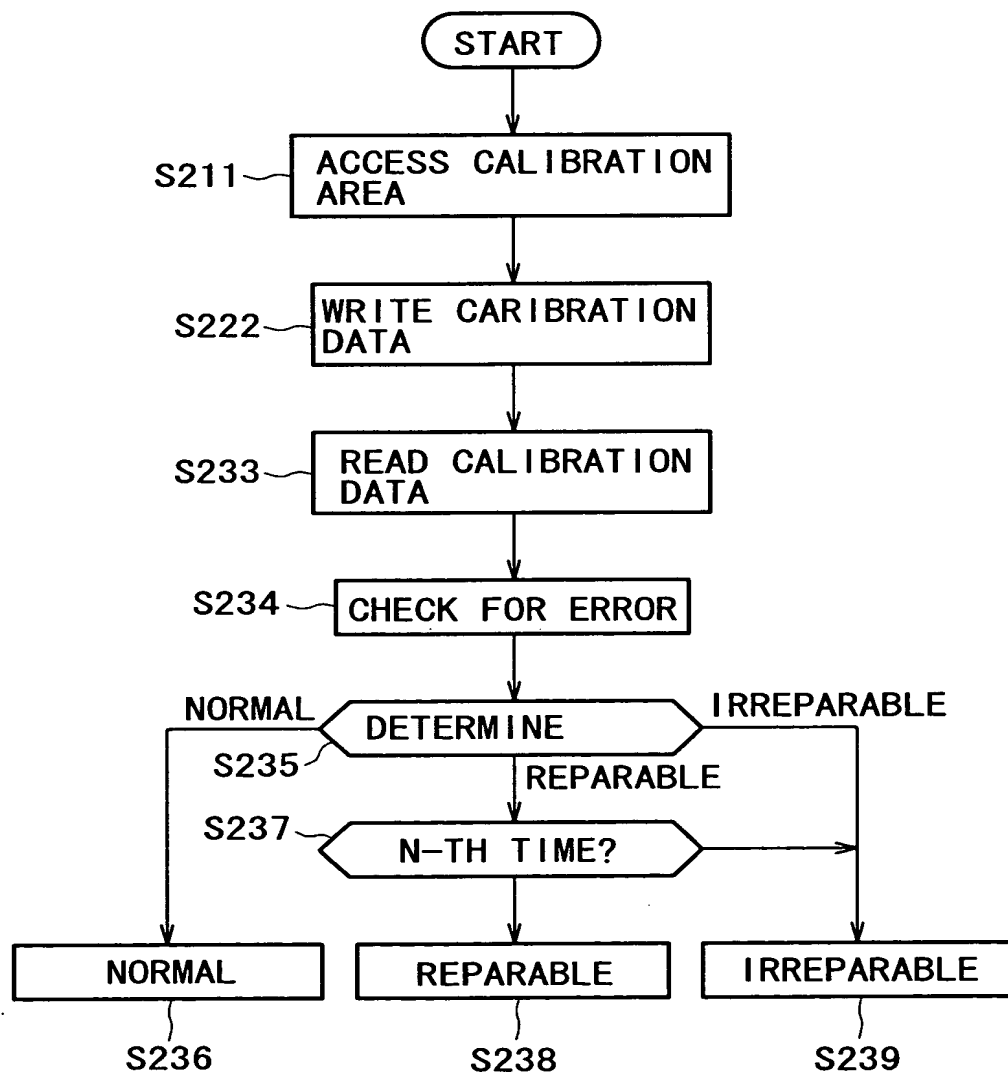 START
S211
ACCESS CALIBRATION
AREA
S222
WRITE CARIBRATION
DATA
S233
READ CALIBRATION
DATA
S234
CHECK FOR ERROR
NORMAL
IRREPARABLE
DETERMINE
S235
REPARABLE
S237
N-TH TIME?
NORMAL
REPARABLE
IRREPARABLE
S236
S238
S239